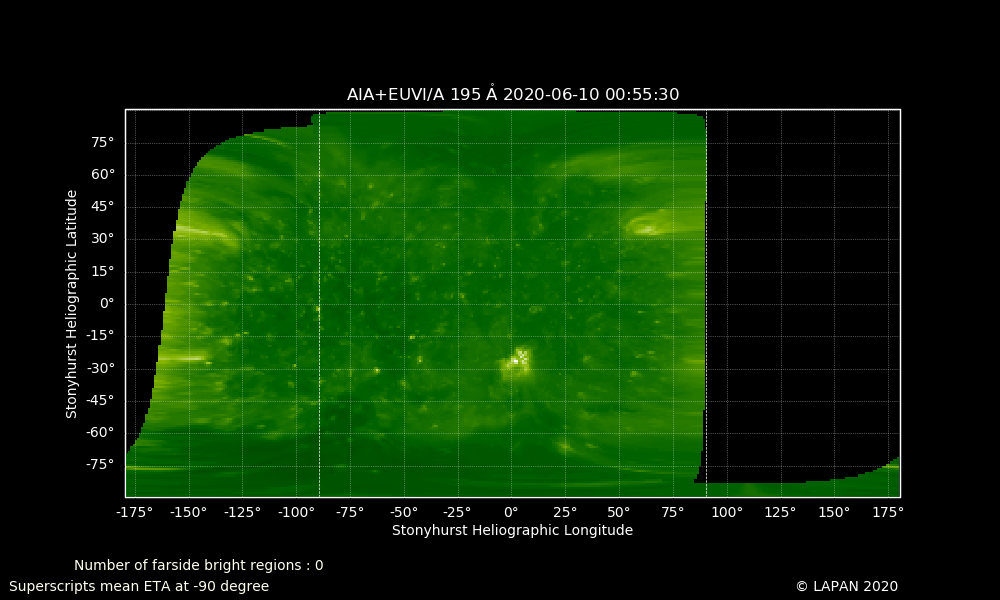 AIA+EUVI/A 195 Å 2020-06-10 00:55:30
75°
60°
45°
30°
15°
0°
-15°
-30°
-45°
-60°
-75°
Stonyhurst Heliographic Latitude
-175° -150° -125° -100° -75° -50° -25° 0° 25° 50° 75° 100° 125° 150° 175°
Stonyhurst Heliographic Longitude
Number of farside bright regions : 0
Superscripts mean ETA at -90 degree
© LAPAN 2020